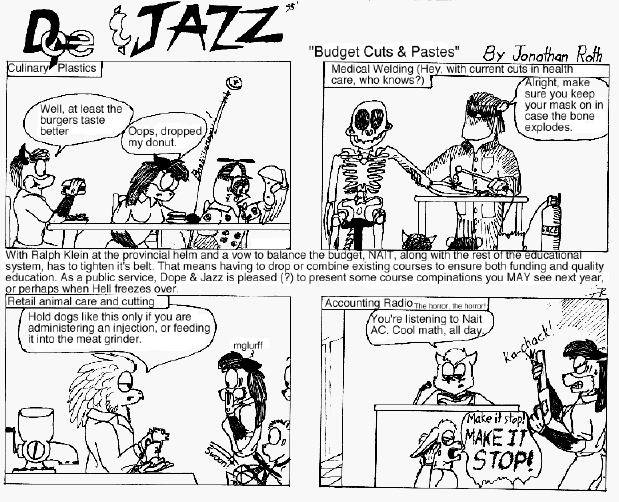 Dope & JAZZ 95'
"Budget Cuts & Pastes" By Jonathan Roth
Culinary Plastics
Well, at least the
burgers taste
better
Oops, dropped
my donut.
Medical Welding (Hey, with current cuts in health
care, who knows?)
Alright, make
sure you keep
your mask on in
case the bone
explodes.
With Ralph Klein at the provincial helm and a vow to balance the budget, NAIT, along with the rest of the educational
system, has to tighten it's belt. That means having to drop or combine existing courses to ensure both funding and quality
education. As a public service, Dope & Jazz is pleased (?) to present some course compinations you MAY see next year,
or perhaps when Hell freezes over.
Retail animal care and cutting
Hold dogs like this only if you are
administering an injection, or feeding
it into the meat grinder.
mglurff
Swoon
Accounting Radio (The horror, the horror!)
You're listening to Nait
AC. Cool math, all day.
Ka-chack!
Make it stop!
MAKE IT
STOP!